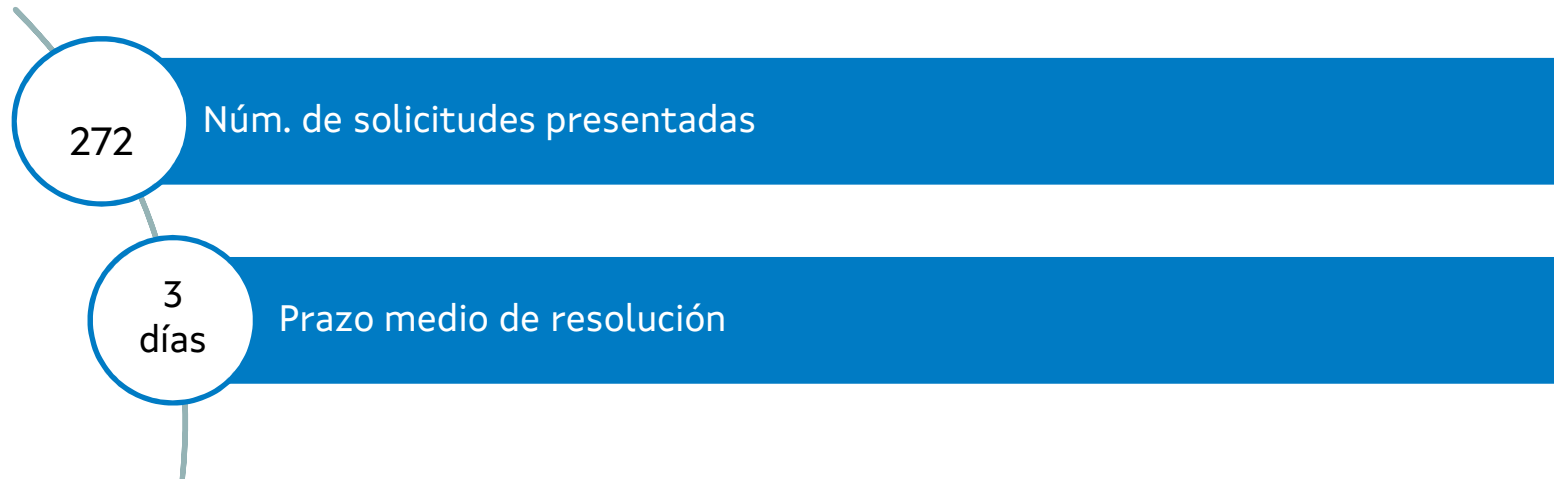 272
Núm. de solicitudes presentadas
3
días
Prazo medio de resolución